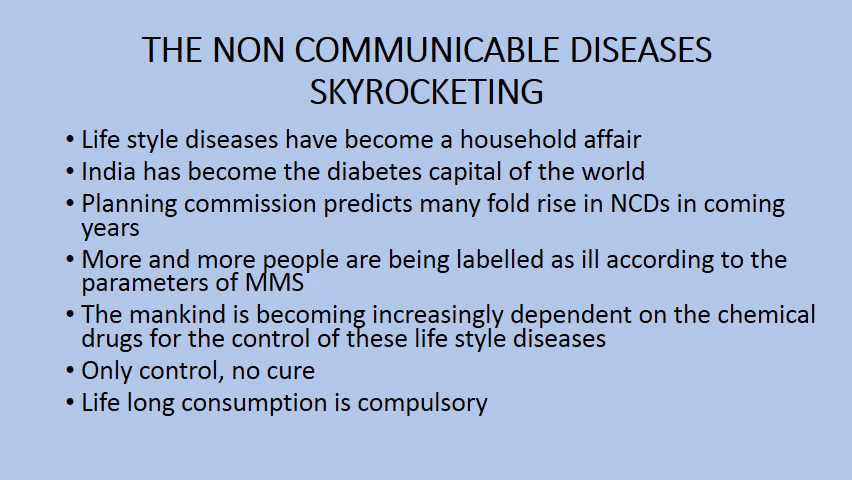 THE NON COMMUNICABLE DISEASES
SKYROCKETING
• Life style diseases have become a household affair
• India has become the diabetes capital of the world
• Planning commission predicts many fold rise in NCDs in coming
years
• More and more people are being labelled as ill according to the
parameters of MMS
• The mankind is becoming increasingly dependent on the chemical
drugs for the control of these life style diseases
• Only control, no cure
• Life long consumption is compulsory